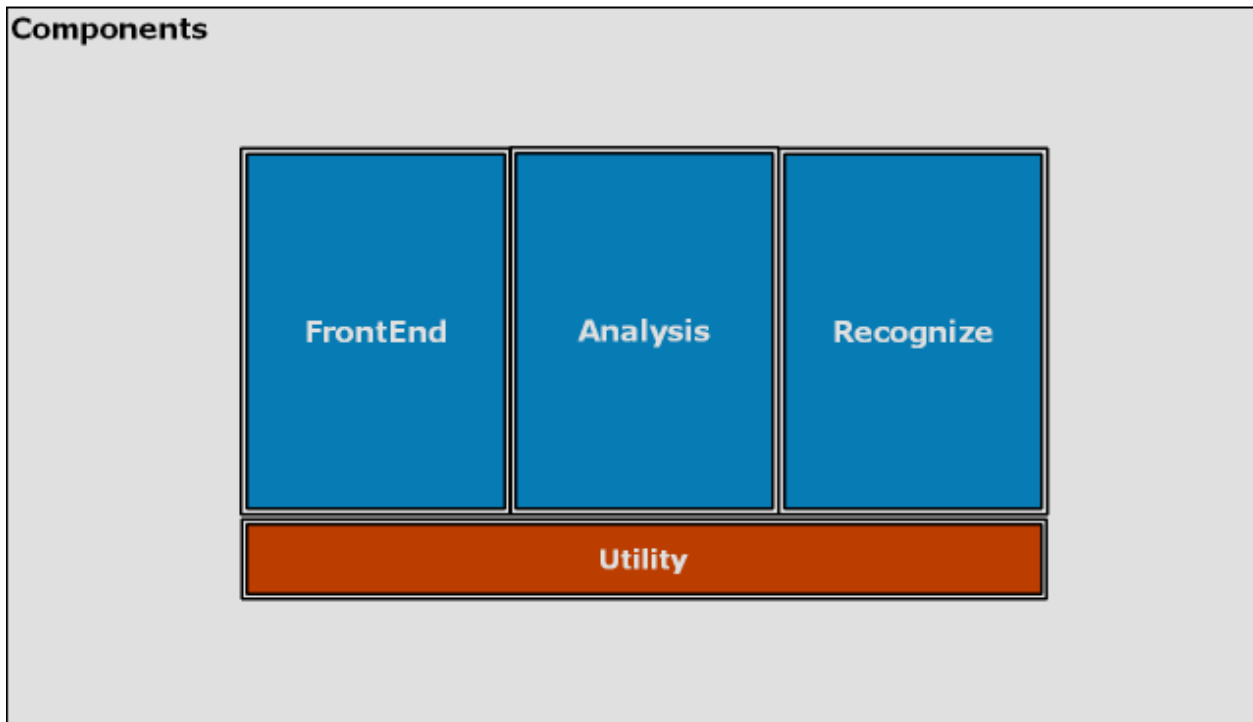 Components
FrontEnd
Analysis
Recognize
Utility